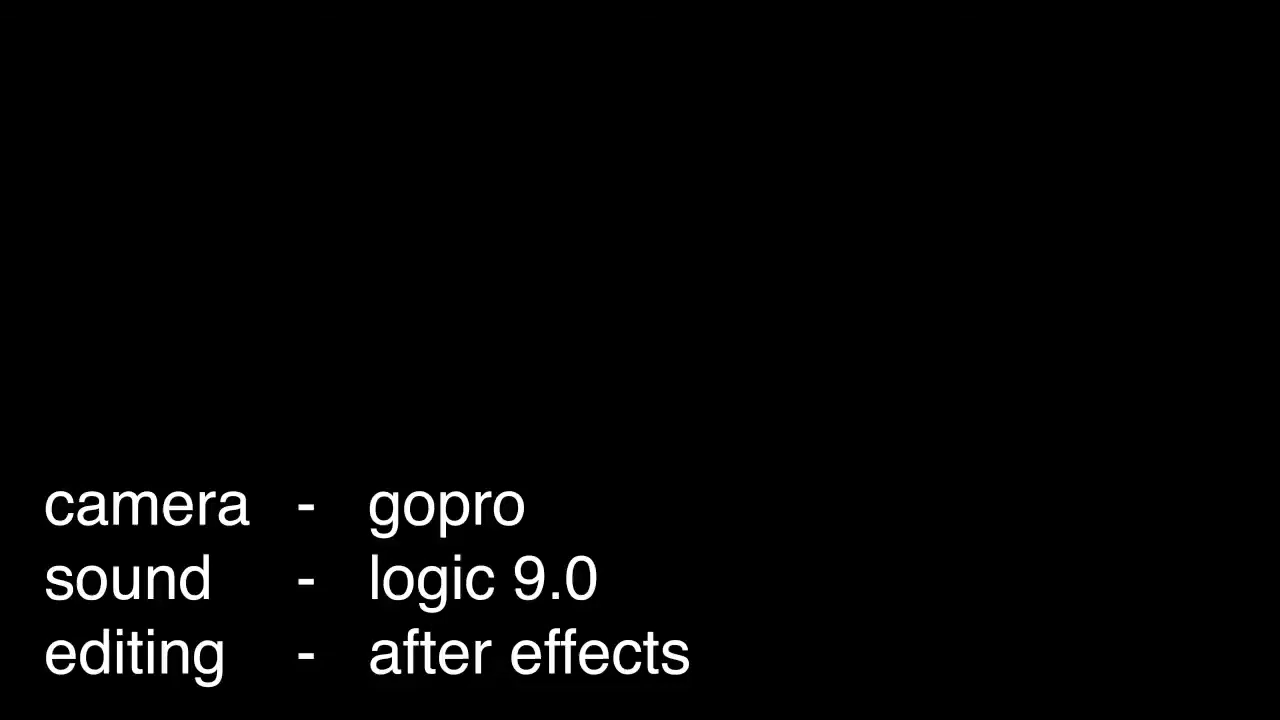 camera - gopro
sound - logic 9.0
editing - after effects